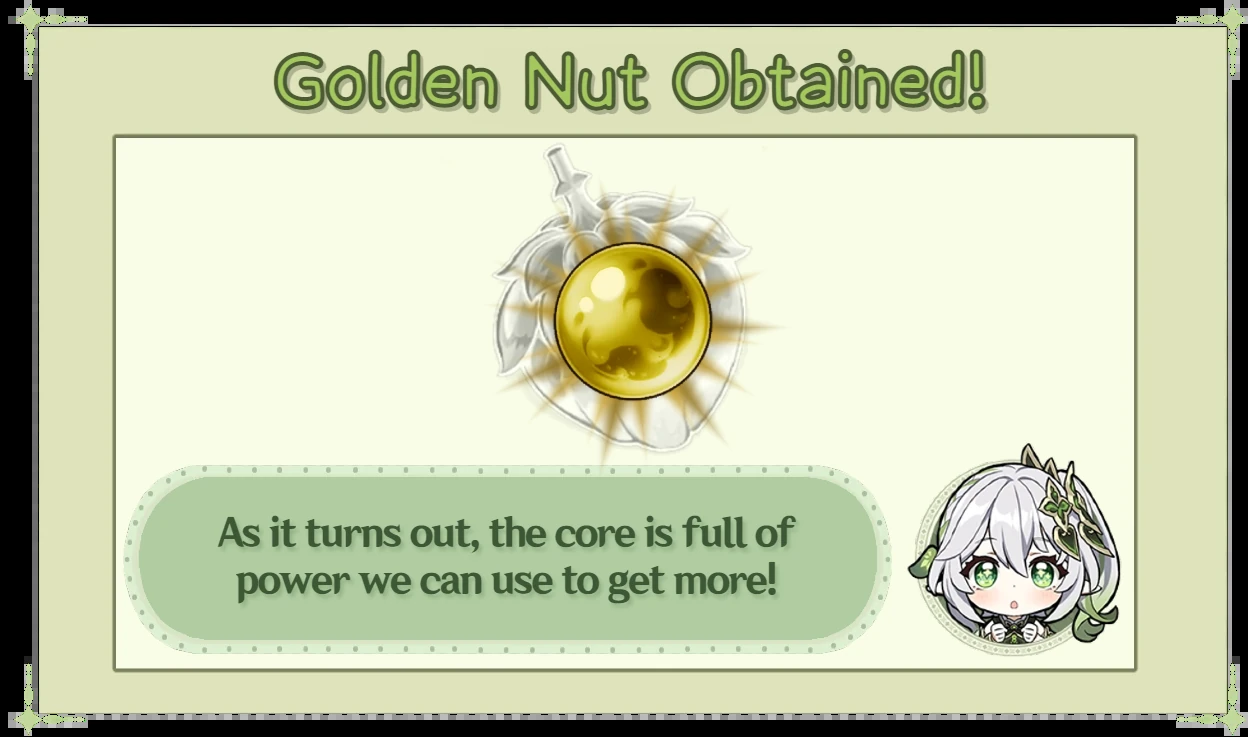 Golden Nut Obtained!
As it turns out, the core is full of
power we can use to get more!